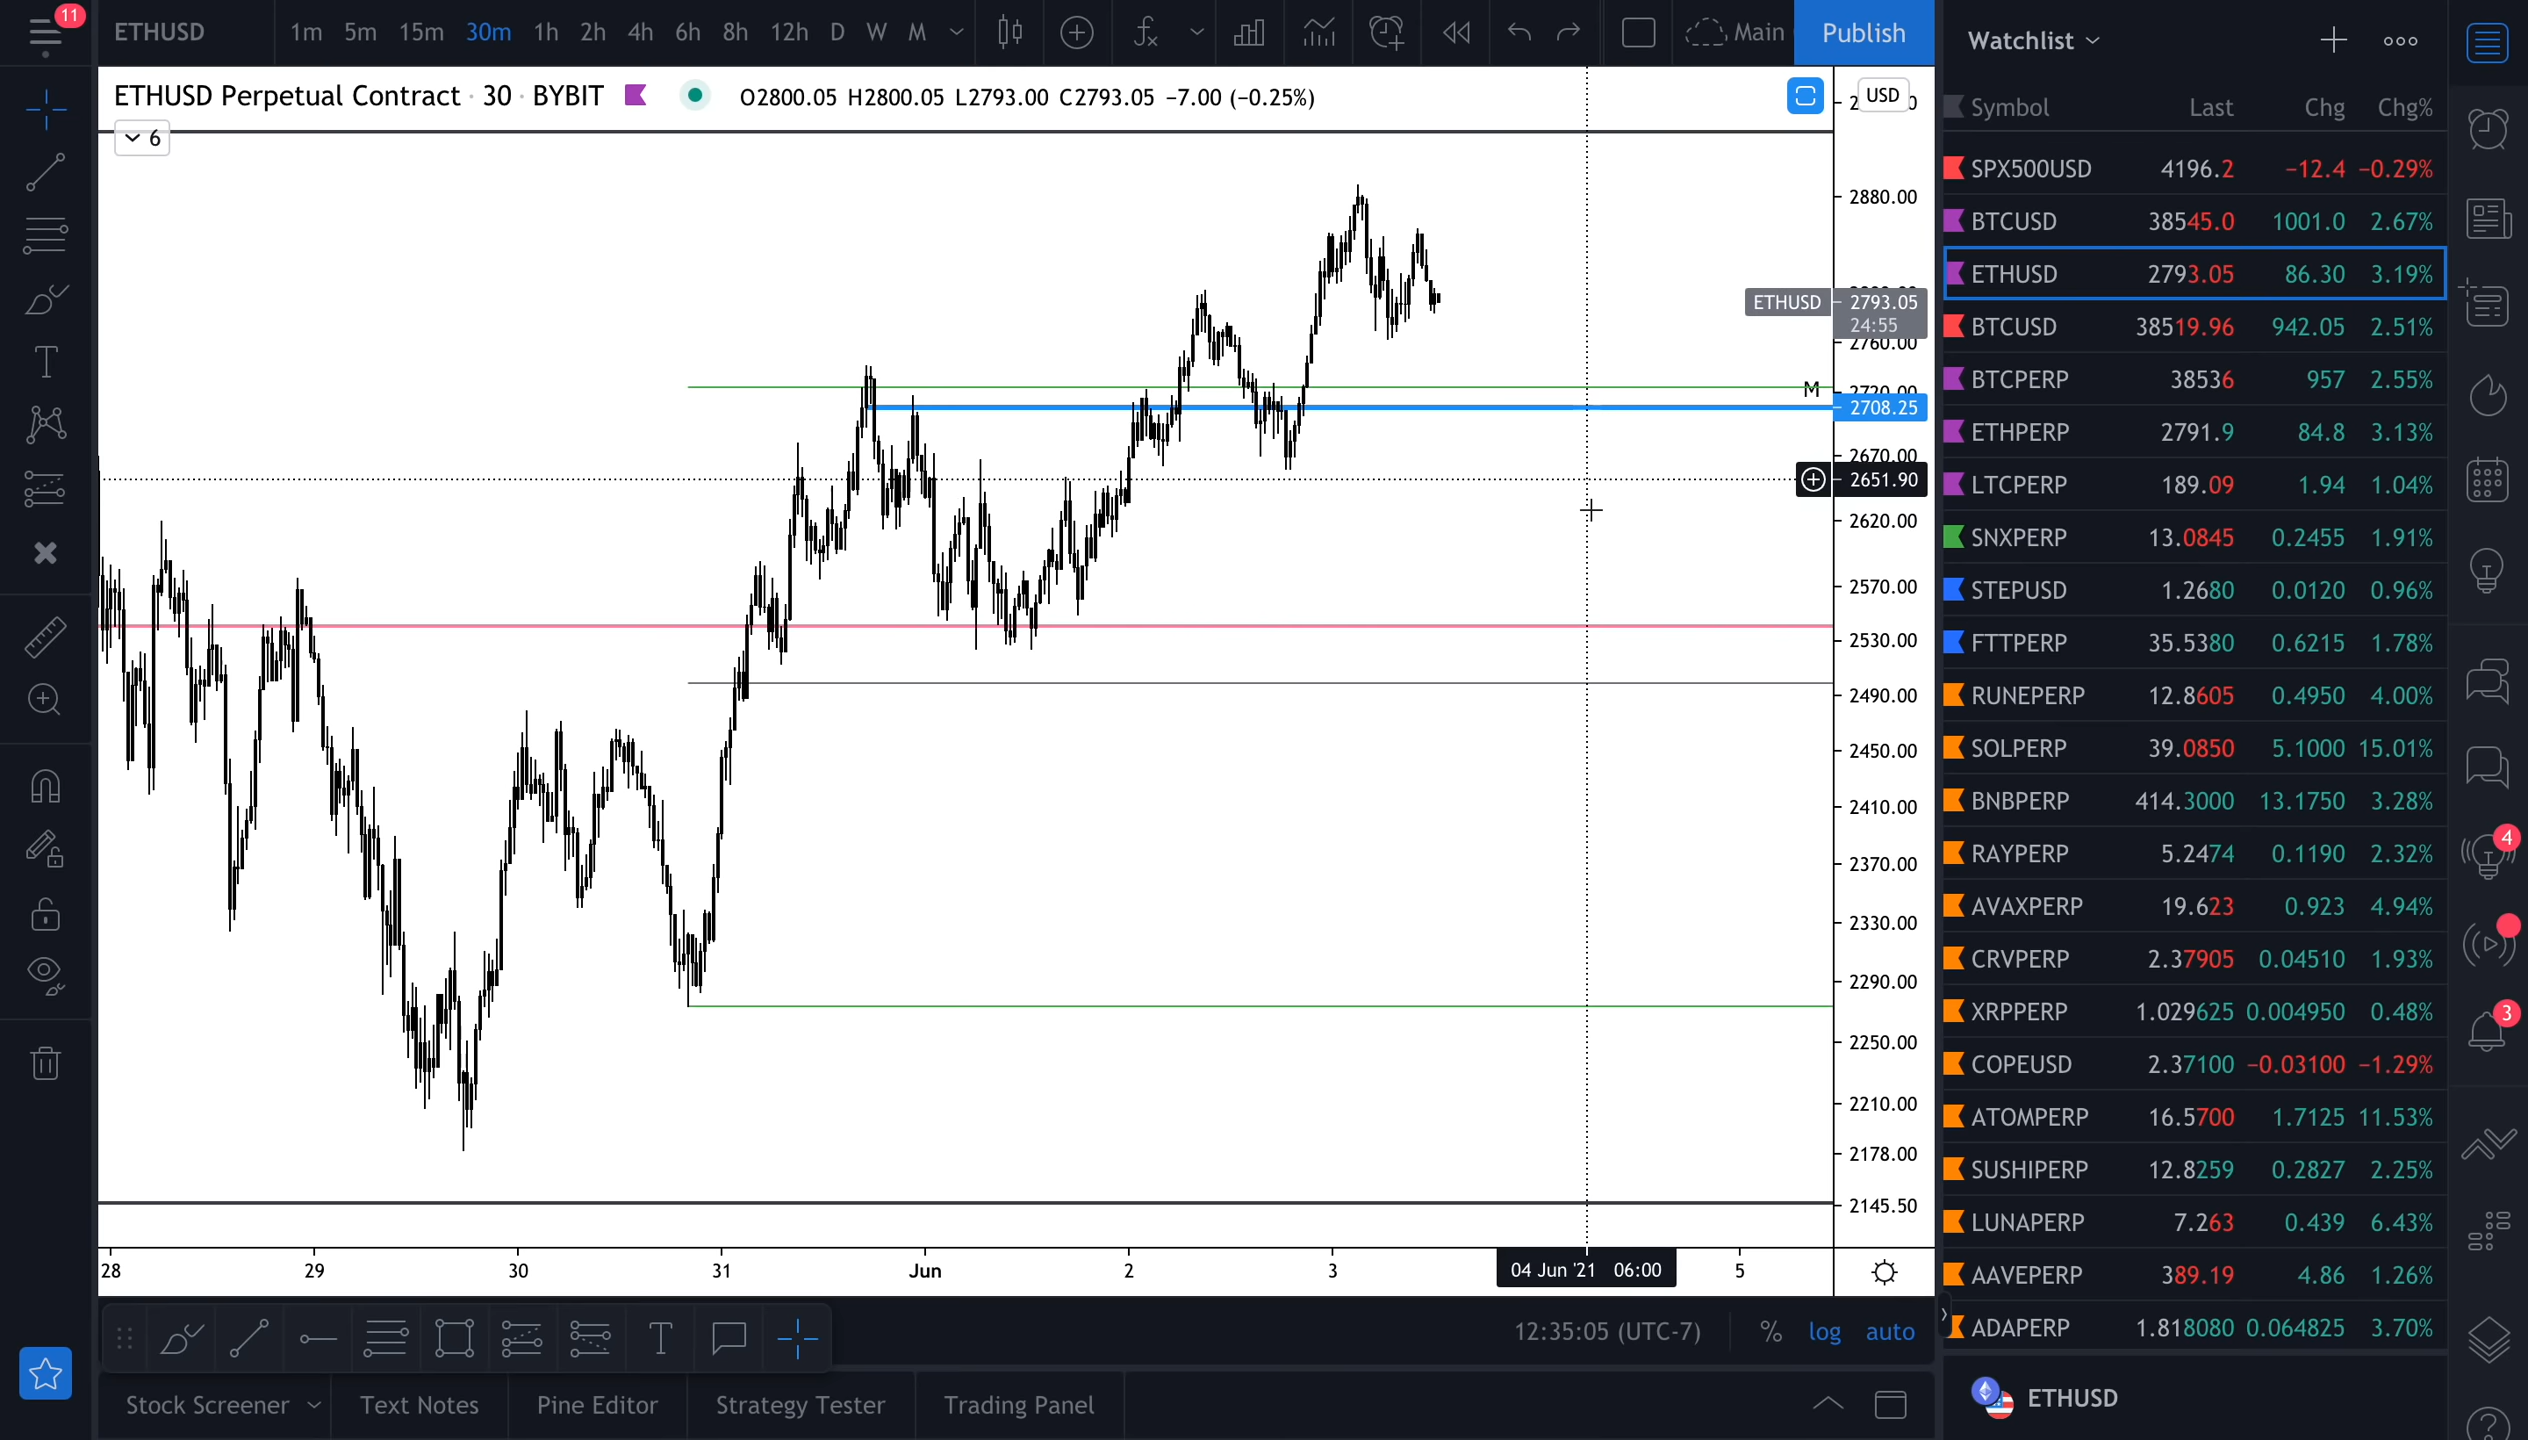 11
ETHUSD 1m 5m 15m 30m 1h 2h 4h 6h 8h 12h D W M Main Publish
ETHUSD Perpetual Contract · 30 · BYBIT O2800.05 H2800.05 L2793.00 C2793.05 −7.00 (−0.25%)
6
USD
2880.00
ETHUSD 2793.05
24:55
2760.00
M
2720.00
2708.25
2670.00
2651.90
2620.00
2570.00
2530.00
2490.00
2450.00
2410.00
2370.00
2330.00
2290.00
2250.00
2210.00
2178.00
2145.50
28 29 30 31 Jun 2 3 04 Jun '21 06:00 5
12:35:05 (UTC-7) % log auto
Stock Screener Text Notes Pine Editor Strategy Tester Trading Panel
Watchlist
Symbol Last Chg Chg%
SPX500USD 4196.2 −12.4 −0.29%
BTCUSD 38545.0 1001.0 2.67%
ETHUSD 2793.05 86.30 3.19%
BTCUSD 38519.96 942.05 2.51%
BTCPERP 38536 957 2.55%
ETHPERP 2791.9 84.8 3.13%
LTCPERP 189.09 1.94 1.04%
SNXPERP 13.0845 0.2455 1.91%
STEPUSD 1.2680 0.0120 0.96%
FTTPERP 35.5380 0.6215 1.78%
RUNEPERP 12.8605 0.4950 4.00%
SOLPERP 39.0850 5.1000 15.01%
BNBPERP 414.3000 13.1750 3.28%
RAYPERP 5.2474 0.1190 2.32%
AVAXPERP 19.623 0.923 4.94%
CRVPERP 2.37905 0.04510 1.93%
XRPPERP 1.029625 0.004950 0.48%
COPEUSD 2.37100 −0.03100 −1.29%
ATOMPERP 16.5700 1.7125 11.53%
SUSHIPERP 12.8259 0.2827 2.25%
LUNAPERP 7.263 0.439 6.43%
AAVEPERP 389.19 4.86 1.26%
ADAPERP 1.818080 0.064825 3.70%
ETHUSD
4
3